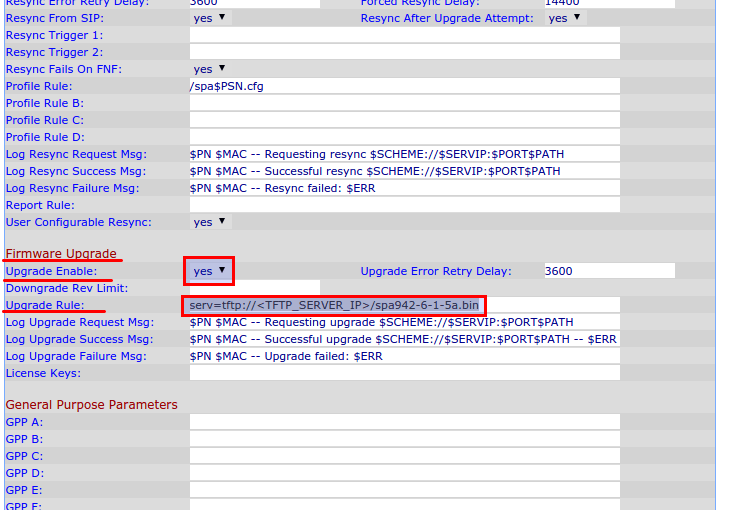 Resync Error Retry Delay: 3600 Forced Resync Delay: 14400
Resync From SIP: yes Resync After Upgrade Attempt: yes
Resync Trigger 1:
Resync Trigger 2:
Resync Fails On FNF: yes
Profile Rule: /spa$PSN.cfg
Profile Rule B:
Profile Rule C:
Profile Rule D:
Log Resync Request Msg: $PN $MAC -- Requesting resync $SCHEME://$SERVIP:$PORT$PATH
Log Resync Success Msg: $PN $MAC -- Successful resync $SCHEME://$SERVIP:$PORT$PATH
Log Resync Failure Msg: $PN $MAC -- Resync failed: $ERR
Report Rule:
User Configurable Resync: yes
Firmware Upgrade
Upgrade Enable: yes Upgrade Error Retry Delay: 3600
Downgrade Rev Limit:
Upgrade Rule: serv=tftp://<TFTP_SERVER_IP>/spa942-6-1-5a.bin
Log Upgrade Request Msg: $PN $MAC -- Requesting upgrade $SCHEME://$SERVIP:$PORT$PATH
Log Upgrade Success Msg: $PN $MAC -- Successful upgrade $SCHEME://$SERVIP:$PORT$PATH -- $ERR
Log Upgrade Failure Msg: $PN $MAC -- Upgrade failed: $ERR
License Keys:
General Purpose Parameters
GPP A:
GPP B:
GPP C:
GPP D:
GPP E:
GPP F: